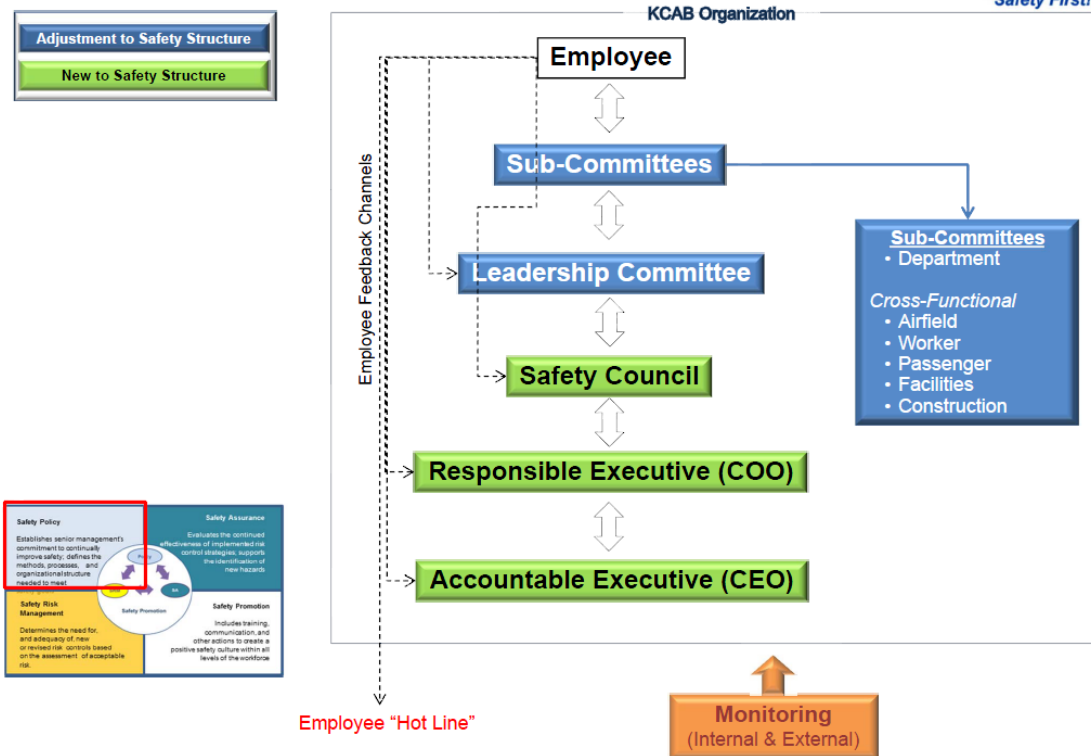 Safety First!
KCAB Organization
Adjustment to Safety Structure
New to Safety Structure
Employee
Sub-Committees
Leadership Committee
Safety Council
Responsible Executive (COO)
Accountable Executive (CEO)
Employee Feedback Channels
Sub-Committees
• Department
Cross-Functional
• Airfield
• Worker
• Passenger
• Facilities
• Construction
Safety Policy
Establishes senior management's
commitment to continually
improve safety; defines the
methods, processes, and
organizational structure
needed to meet
Safety Assurance
Evaluates the continued
effectiveness of implemented risk
control strategies; supports
the identification of
new hazards
Policy
SA
Safety Promotion
Safety Risk
Management
Determines the need for,
and adequacy of, new
or revised risk controls based
on the assessment of acceptable
risk.
Safety Promotion
Includes training,
communication, and
other actions to create a
positive safety culture within all
levels of the workforce
Employee “Hot Line”
Monitoring
(Internal & External)